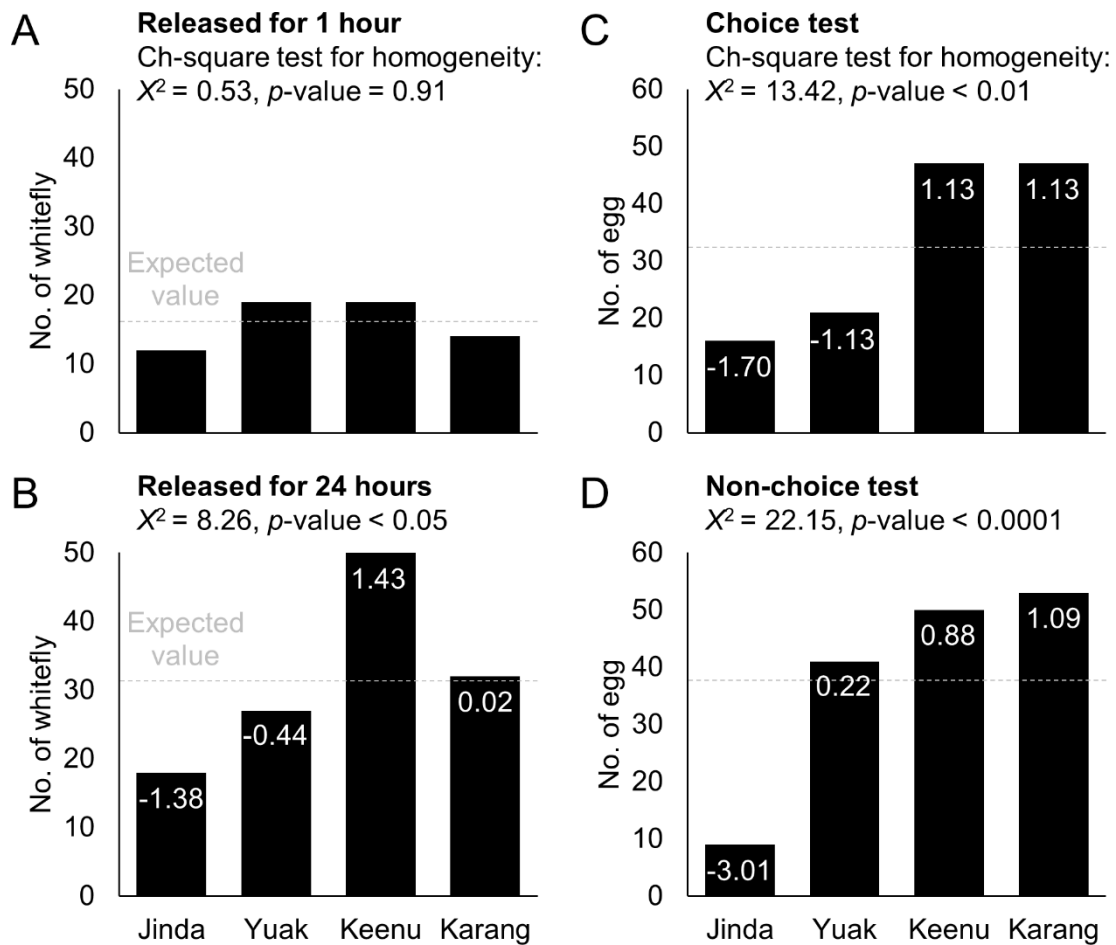 A
Released for 1 hour
Ch-square test for homogeneity:
X² = 0.53, p-value = 0.91
No. of whitefly
50
40
30
20
10
0
Expected
value
B
Released for 24 hours
X² = 8.26, p-value < 0.05
No. of whitefly
50
40
30
20
10
0
Expected
value
-1.38
-0.44
1.43
0.02
Jinda Yuak Keenu Karang
C
Choice test
Ch-square test for homogeneity:
X² = 13.42, p-value < 0.01
No. of egg
60
50
40
30
20
10
0
-1.70
-1.13
1.13
1.13
D
Non-choice test
X² = 22.15, p-value < 0.0001
No. of egg
60
50
40
30
20
10
0
-3.01
0.22
0.88
1.09
Jinda Yuak Keenu Karang